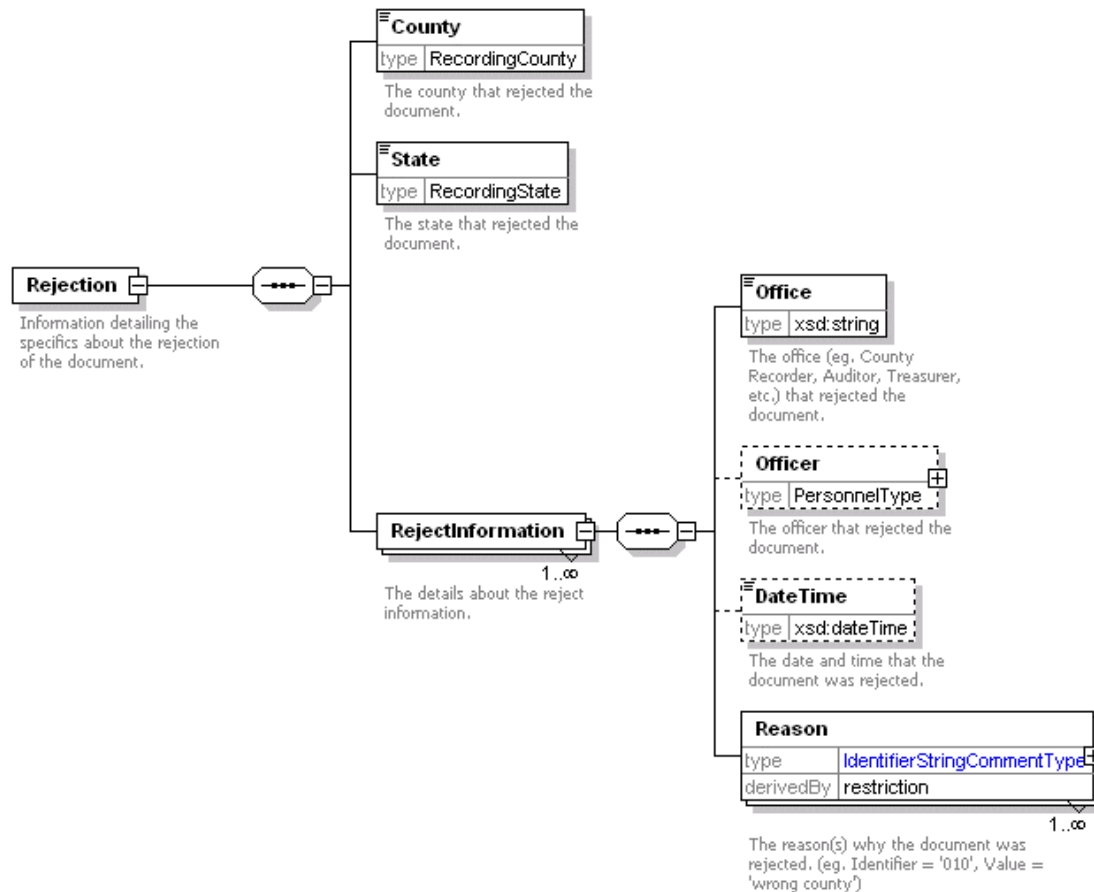 County
type RecordingCounty
The county that rejected the
document.
State
type RecordingState
The state that rejected the
document.
Rejection
Information detailing the
specifics about the rejection
of the document.
Office
type xsd:string
The office (eg. County
Recorder, Auditor, Treasurer,
etc.) that rejected the
document.
Officer
type PersonnelType
The officer that rejected the
document.
RejectInformation
1..∞
The details about the reject
information.
DateTime
type xsd:dateTime
The date and time that the
document was rejected.
Reason
type IdentifierStringCommentType
derivedBy restriction
1..∞
The reason(s) why the document was
rejected. (eg. Identifier = '010', Value =
'wrong county')